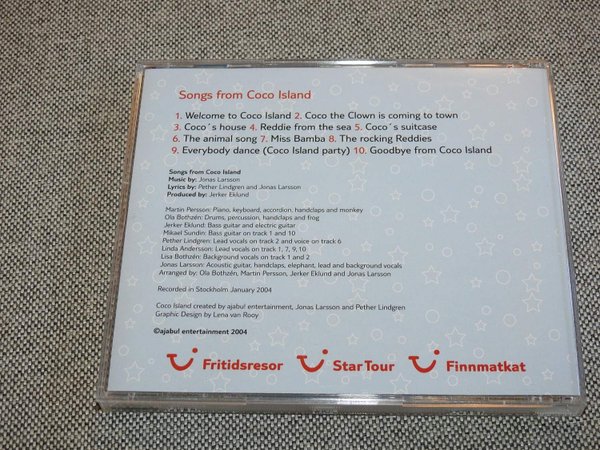 Songs from Coco Island
1. Welcome to Coco Island 2. Coco the Clown is coming to town
3. Coco´s house 4. Reddie from the sea 5. Coco´s suitcase
6. The animal song 7. Miss Bamba 8. The rocking Reddies
9. Everybody dance (Coco Island party) 10. Goodbye from Coco Island
Songs from Coco Island
Music by: Jonas Larsson
Lyrics by: Pether Lindgren and Jonas Larsson
Produced by: Jerker Eklund
Martin Persson: Piano, keyboard, accordion, handclaps and monkey
Ola Bothzén: Drums, percussion, handclaps and frog
Jerker Eklund: Bass guitar and electric guitar
Mikael Sundin: Bass guitar on track 1 and 10
Pether Lindgren: Lead vocals on track 2 and voice on track 6
Linda Andersson: Lead vocals on track 1, 7, 9, 10
Lisa Bothzén: Background vocals on track 1 and 2
Jonas Larsson: Acoustic guitar, handclaps, elephant, lead and background vocals
Arranged by: Ola Bothzén, Martin Persson, Jerker Eklund and Jonas Larsson
Recorded in Stockholm January 2004
Coco Island created by ajabu! entertainment, Jonas Larsson and Pether Lindgren
Graphic Design by Lena van Rooy
©ajabu! entertainment 2004
Fritidsresor StarTour Finnmatkat